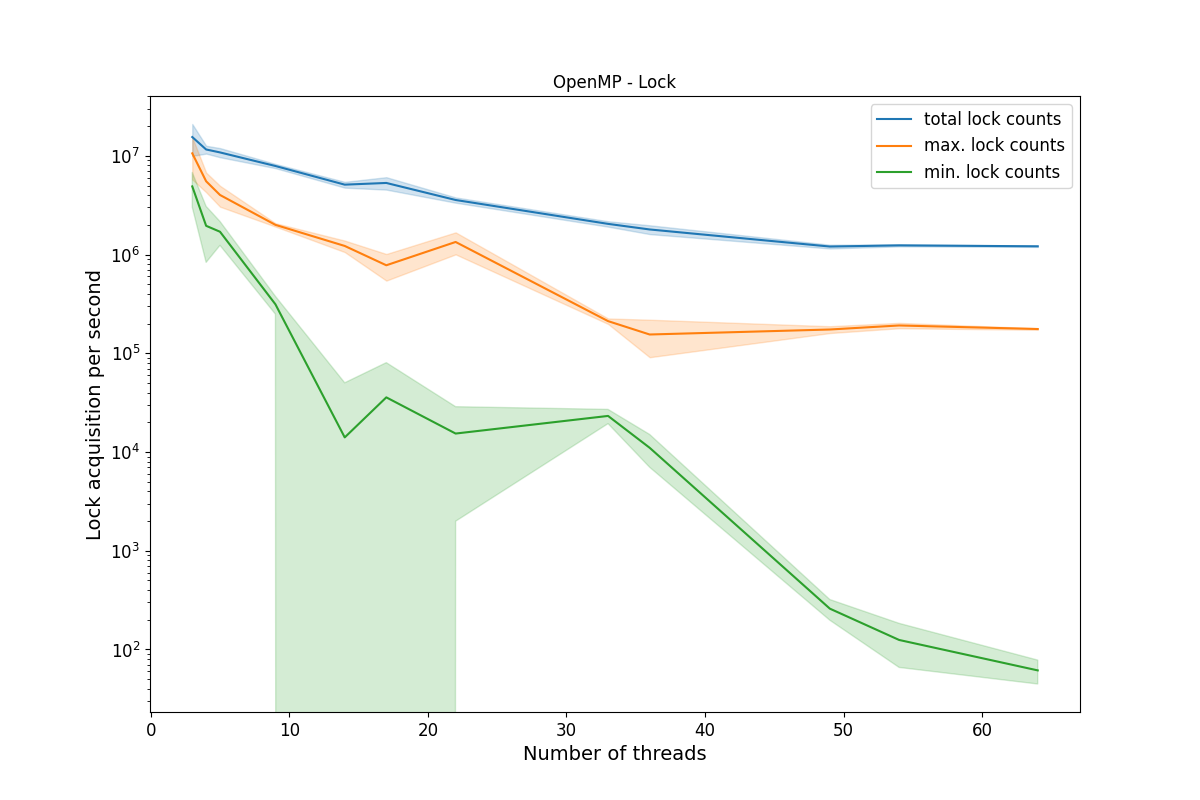 OpenMP - Lock
total lock counts
max. lock counts
min. lock counts
Lock acquisition per second
10⁷
10⁶
10⁵
10⁴
10³
10²
0 10 20 30 40 50 60
Number of threads